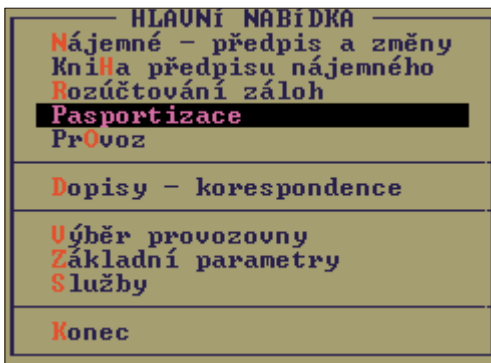 HLAVNÍ NABÍDKA
Nájemné - předpis a změny
KniHa předpisu nájemného
Rozúčtování záloh
Pasportizace
PrOvoz
Dopisy - korespondence
Výběr provozovny
Základní parametry
Služby
Konec